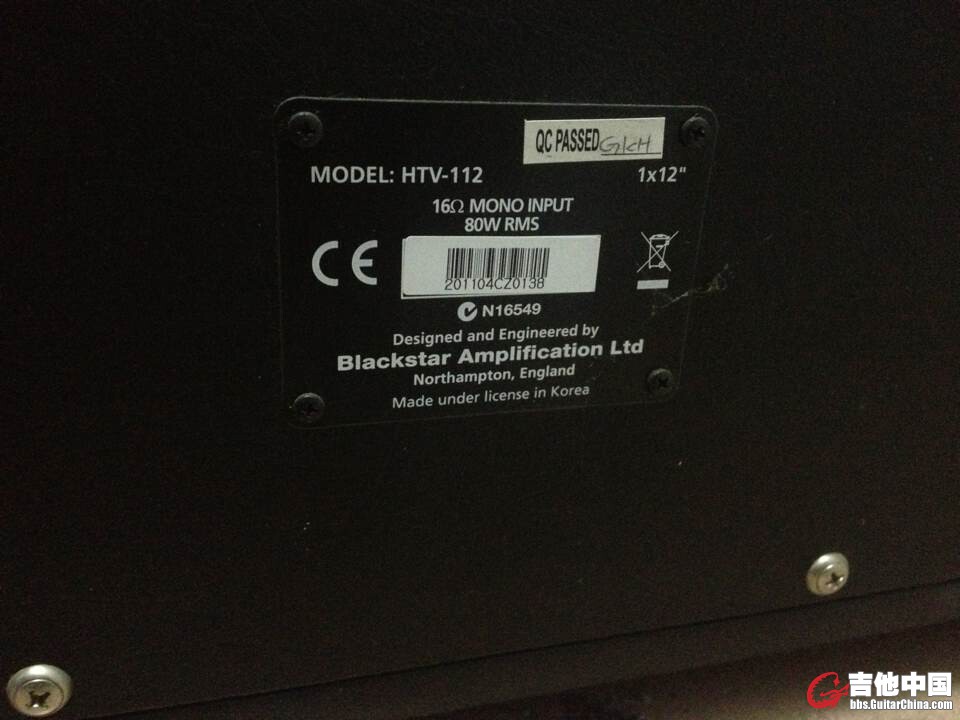 QC PASSED
MODEL: HTV-112
1x12"
16Ω MONO INPUT
80W RMS
CE
201104CZ0138
N16549
Designed and Engineered by
Blackstar Amplification Ltd
Northampton, England
Made under license in Korea
吉他中国
bbs.GuitarChina.com